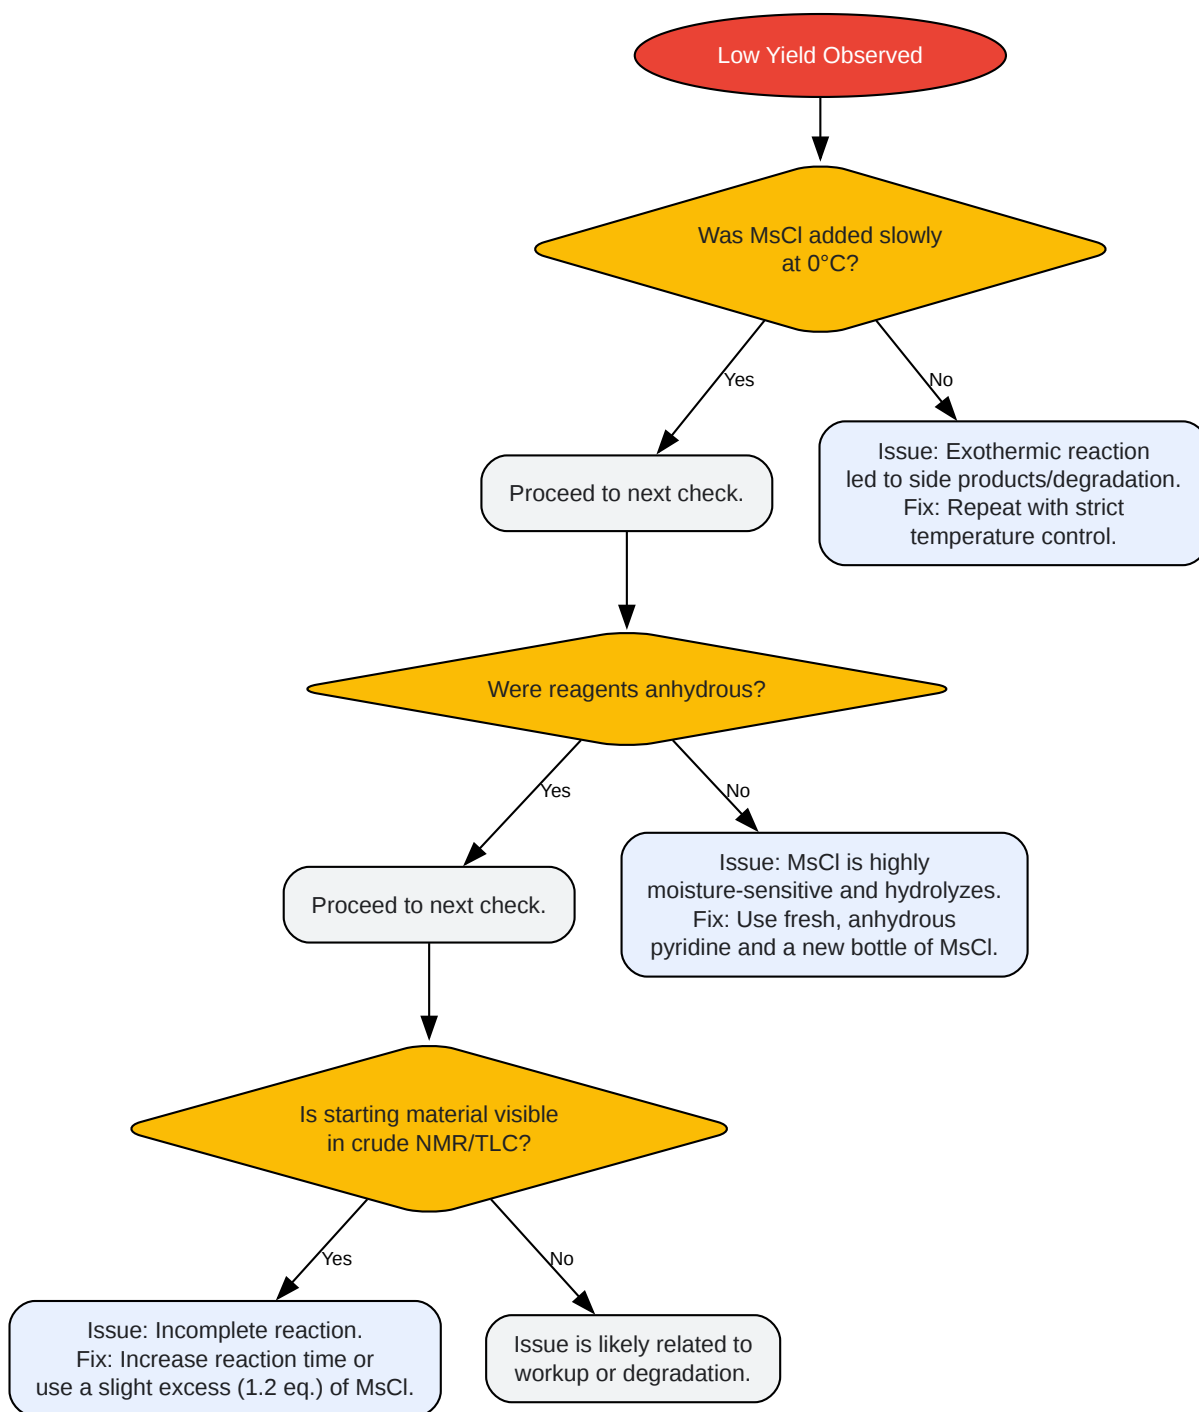 Low Yield Observed
Was MsCl added slowly
at 0°C?
Yes
No
Proceed to next check.
Issue: Exothermic reaction
led to side products/degradation.
Fix: Repeat with strict
temperature control.
Were reagents anhydrous?
Yes
No
Proceed to next check.
Issue: MsCl is highly
moisture-sensitive and hydrolyzes.
Fix: Use fresh, anhydrous
pyridine and a new bottle of MsCl.
Is starting material visible
in crude NMR/TLC?
Yes
No
Issue: Incomplete reaction.
Fix: Increase reaction time or
use a slight excess (1.2 eq.) of MsCl.
Issue is likely related to
workup or degradation.